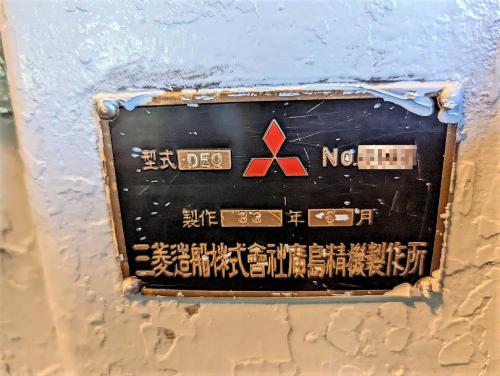 型式 DEO No.
製作 33 年 月
三菱造船株式會社廣島精機製作所